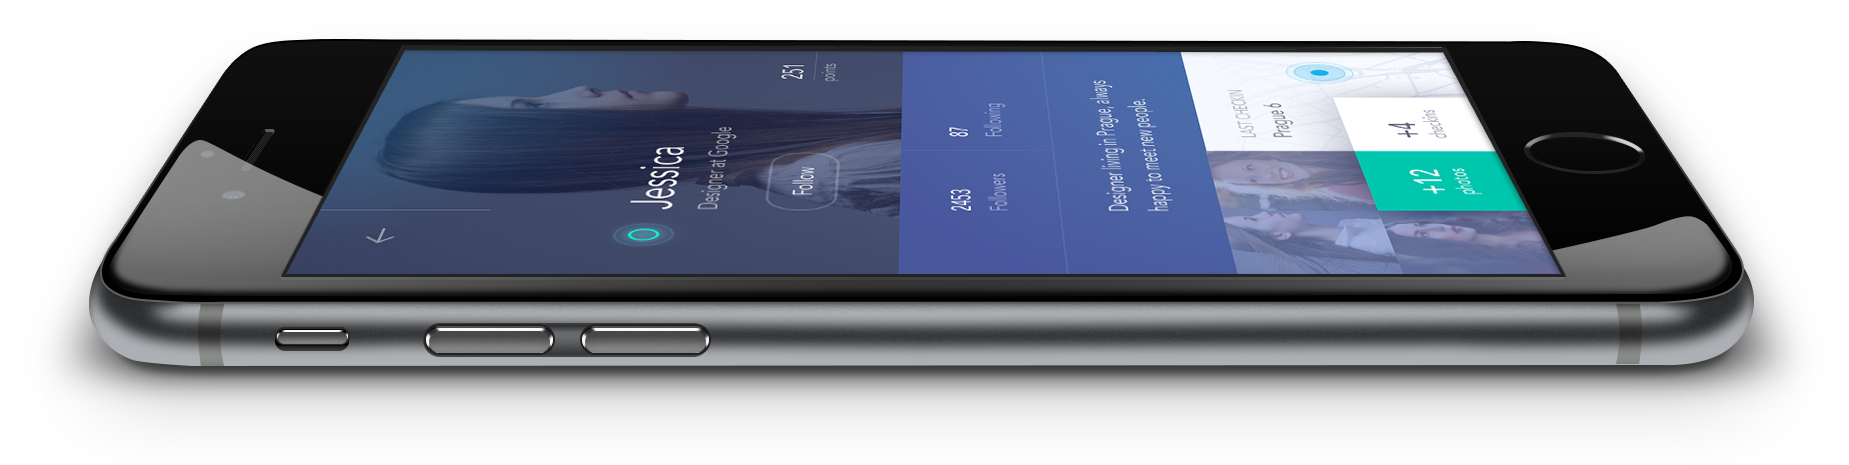 251
points
Jessica
Designer at Google
Follow
2453
Followers
87
Following
Designer living in Prague, always
happy to meet new people.
LAST CHECKIN
Prague 6
+4
checkins
+12
photos